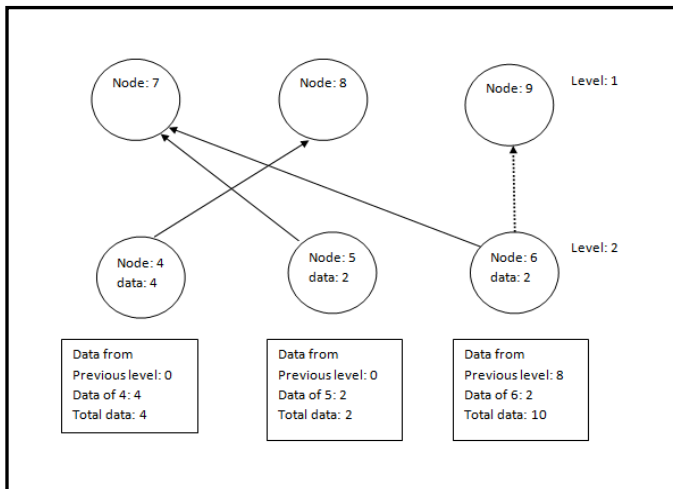 Node: 7
Node: 8
Node: 9
Level: 1
Node: 4
data: 4
Node: 5
data: 2
Node: 6
data: 2
Level: 2
Data from
Previous level: 0
Data of 4: 4
Total data: 4
Data from
Previous level: 0
Data of 5: 2
Total data: 2
Data from
Previous level: 8
Data of 6: 2
Total data: 10